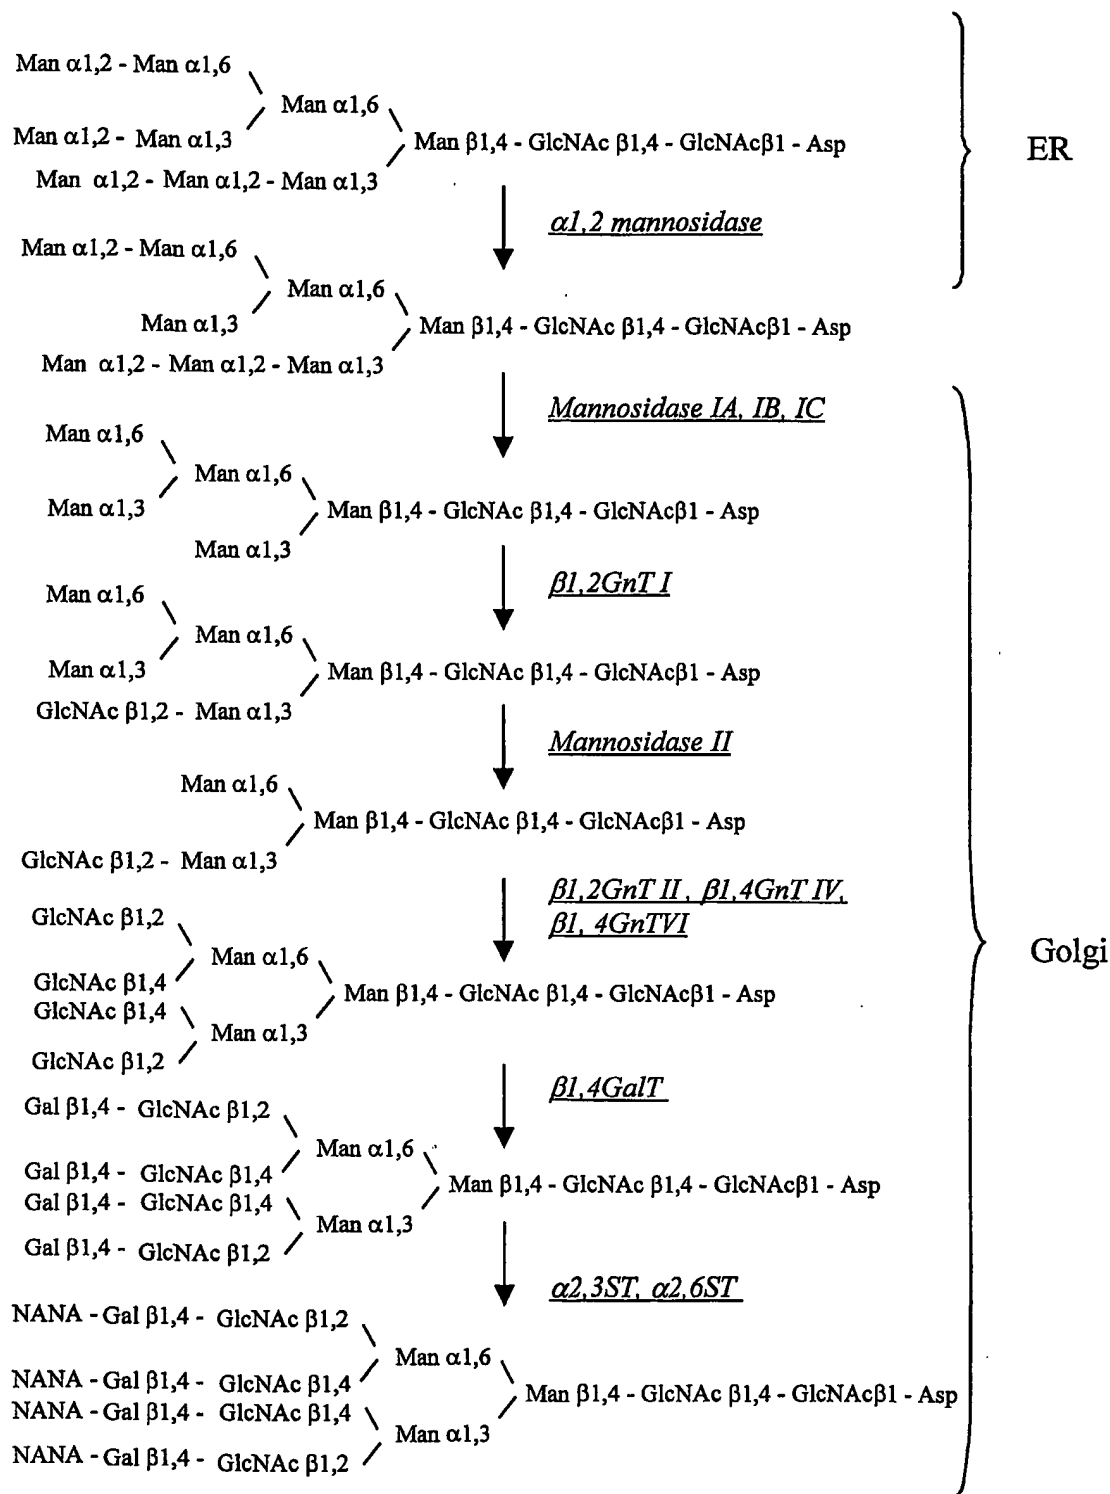 Man α1,2 - Man α1,6
Man α1,6
Man α1,2 - Man α1,3
Man β1,4 - GlcNAc β1,4 - GlcNAcβ1 - Asp
ER
Man α1,2 - Man α1,2 - Man α1,3
α1,2 mannosidase
Man α1,2 - Man α1,6
Man α1,6
Man α1,3
Man β1,4 - GlcNAc β1,4 - GlcNAcβ1 - Asp
Man α1,2 - Man α1,2 - Man α1,3
Mannosidase IA, IB, IC
Man α1,6
Man α1,6
Man α1,3
Man β1,4 - GlcNAc β1,4 - GlcNAcβ1 - Asp
Man α1,3
β1,2GnT I
Man α1,6
Man α1,6
Man α1,3
Man β1,4 - GlcNAc β1,4 - GlcNAcβ1 - Asp
GlcNAc β1,2 - Man α1,3
Mannosidase II
Man α1,6
Man β1,4 - GlcNAc β1,4 - GlcNAcβ1 - Asp
GlcNAc β1,2 - Man α1,3
β1,2GnT II, β1,4GnT IV,
β1, 4GnTVI
GlcNAc β1,2
Man α1,6
GlcNAc β1,4
Man β1,4 - GlcNAc β1,4 - GlcNAcβ1 - Asp
GlcNAc β1,4
Man α1,3
GlcNAc β1,2
Golgi
β1,4GalT
Gal β1,4 - GlcNAc β1,2
Man α1,6
Gal β1,4 - GlcNAc β1,4
Man β1,4 - GlcNAc β1,4 - GlcNAcβ1 - Asp
Gal β1,4 - GlcNAc β1,4
Man α1,3
Gal β1,4 - GlcNAc β1,2
α2,3ST, α2,6ST
NANA - Gal β1,4 - GlcNAc β1,2
Man α1,6
NANA - Gal β1,4 - GlcNAc β1,4
Man β1,4 - GlcNAc β1,4 - GlcNAcβ1 - Asp
NANA - Gal β1,4 - GlcNAc β1,4
Man α1,3
NANA - Gal β1,4 - GlcNAc β1,2